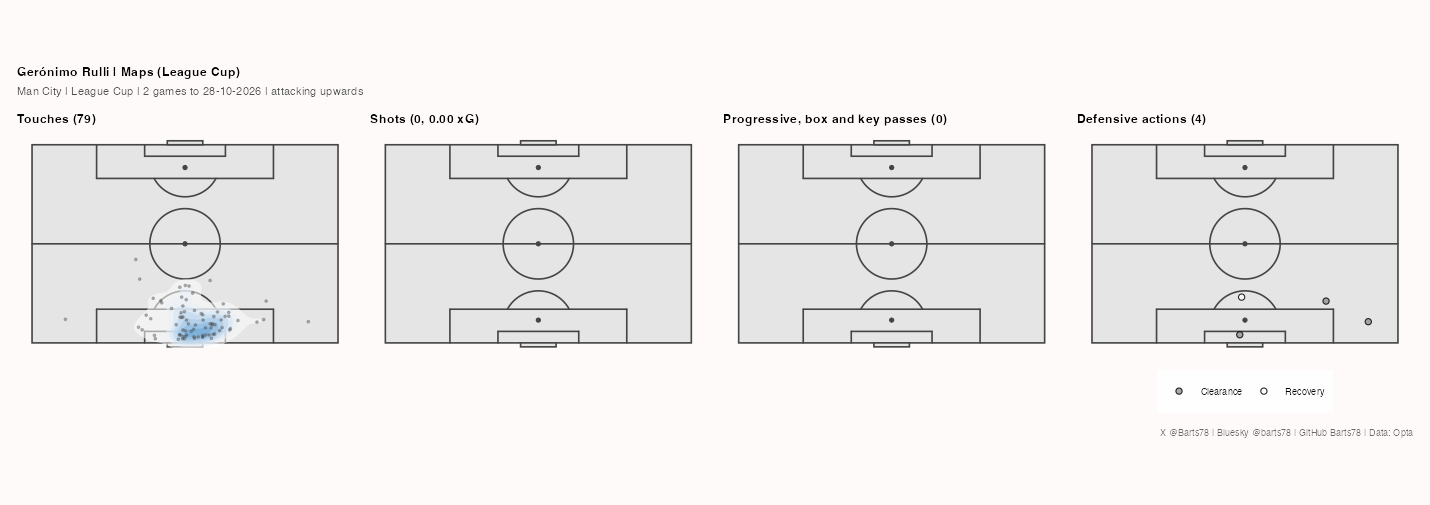 Gerónimo Rulli | Maps (League Cup)
Man City | League Cup | 2 games to 28-10-2026 | attacking upwards
Touches (79)
Shots (0, 0.00 xG)
Progressive, box and key passes (0)
Defensive actions (4)
Clearance
Recovery
X @Barts78 | Bluesky @barts78 | GitHub Barts78 | Data: Opta